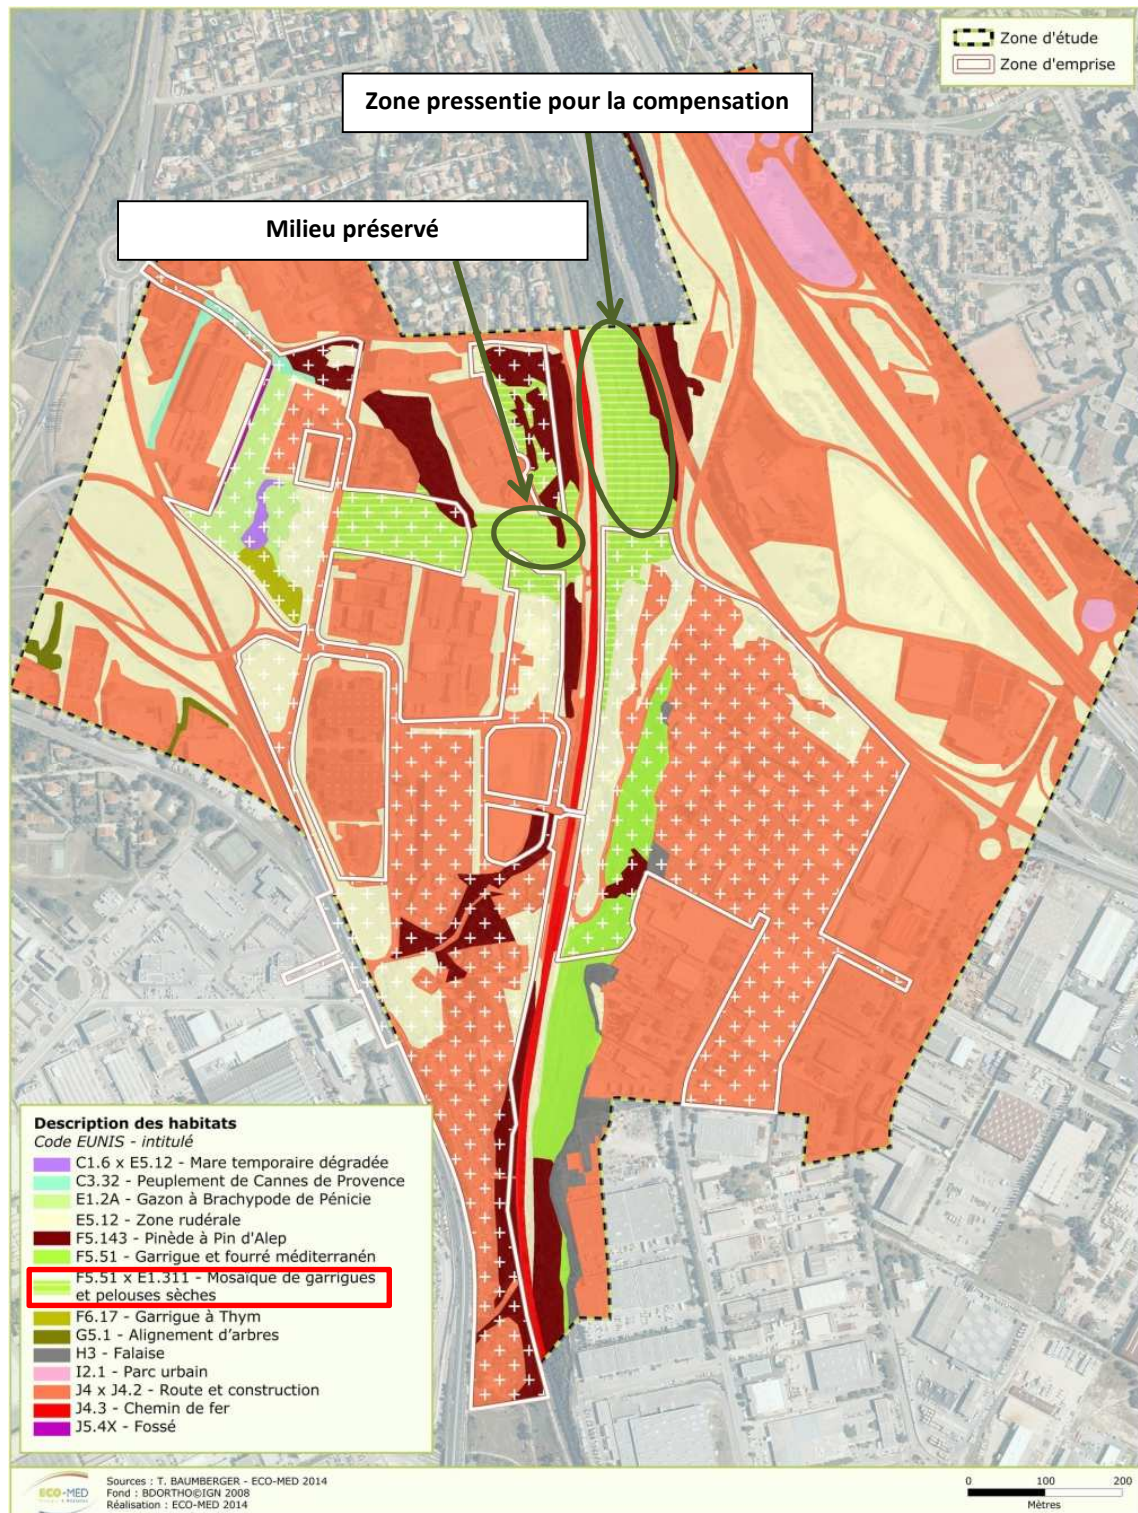 Zone d'étude
Zone d'emprise
Zone pressentie pour la compensation
Milieu préservé
Description des habitats
Code EUNIS - intitulé
C1.6 x E5.12 - Mare temporaire dégradée
C3.32 - Peuplement de Cannes de Provence
E1.2A - Gazon à Brachypode de Pénicie
E5.12 - Zone rudérale
F5.143 - Pinède à Pin d'Alep
F5.51 - Garrigue et fourré méditerranén
F5.51 x E1.311 - Mosaïque de garrigues
et pelouses sèches
F6.17 - Garrigue à Thym
G5.1 - Alignement d'arbres
H3 - Falaise
I2.1 - Parc urbain
J4 x J4.2 - Route et construction
J4.3 - Chemin de fer
J5.4X - Fossé
ECO-MED
Sources : T. BAUMBERGER - ECO-MED 2014
Fond : BDORTHO©IGN 2008
Réalisation : ECO-MED 2014
0 100 200
Mètres